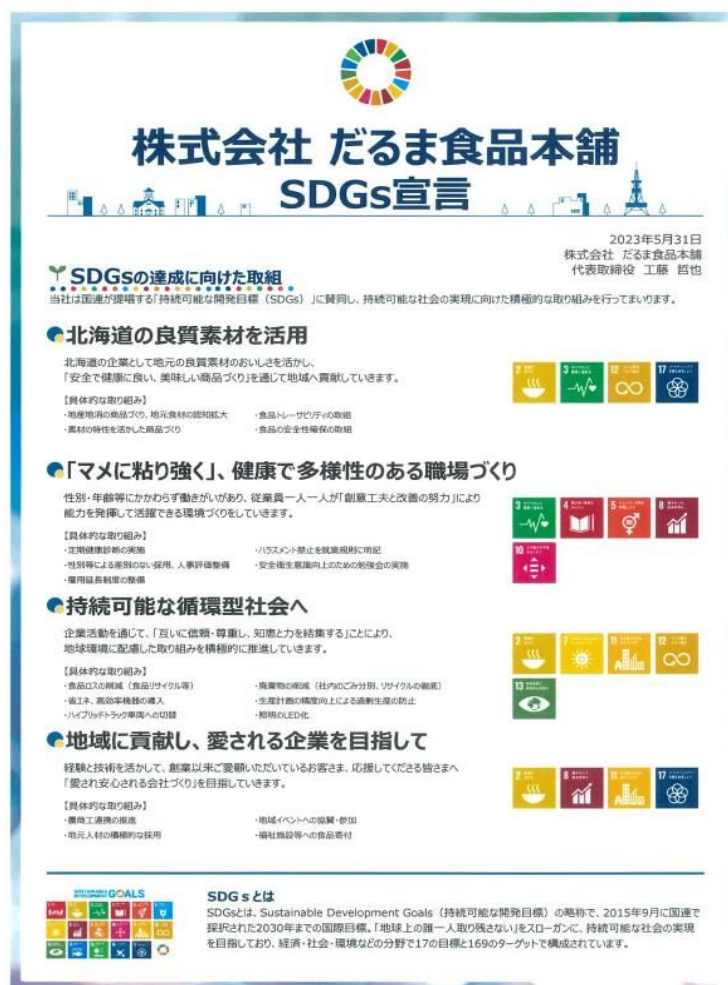 株式会社 だるま食品本舗
SDGs宣言
2023年5月31日
株式会社 だるま食品本舗
代表取締役 工藤 哲也
SDGsの達成に向けた取組
当社は国連が提唱する「持続可能な開発目標（SDGs）」に賛同し、持続可能な社会の実現に向けた積極的な取り組みを行ってまいります。
北海道の良質素材を活用
北海道の企業として地元の良質素材のおいしさを活かし、
「安全で健康に良い、美味しい商品づくり」を通じて地域へ貢献していきます。
【具体的な取り組み】
・地産地消の商品づくり、地元食材の認知拡大
・素材の特性を活かした商品づくり
・食品トレーサビリティの取組
・食品の安全性確保の取組
2
3
12
17
「マメに粘り強く」、健康で多様性のある職場づくり
性別・年齢等にかかわらず働きがいがあり、従業員一人一人が「創意工夫と改善の努力」により
能力を発揮して活躍できる環境づくりをしていきます。
【具体的な取り組み】
・定期健康診断の実施
・性別等による差別のない採用、人事評価整備
・雇用延長制度の整備
・ハラスメント禁止を就業規則に明記
・安全衛生意識向上のための勉強会の実施
3
4
5
8
10
持続可能な循環型社会へ
企業活動を通じて、「互いに信頼・尊重し、知恵と力を結集する」ことにより、
地球環境に配慮した取り組みを積極的に推進していきます。
【具体的な取り組み】
・食品ロスの削減（食品リサイクル等）
・省エネ、高効率機器の導入
・ハイブリッドトラック車両への切替
・廃棄物の削減（社内のごみ分別、リサイクルの徹底）
・生産計画の精度向上による過剰生産の防止
・照明のLED化
2
7
11
12
13
地域に貢献し、愛される企業を目指して
経験と技術を活かして、創業以来ご愛顧いただいているお客さま、応援してくださる皆さまへ
「愛され安心される会社づくり」を目指していきます。
【具体的な取り組み】
・農商工連携の推進
・地元人材の積極的な採用
・地域イベントへの協賛・参加
・福祉施設等への食品寄付
2
8
11
17
SUSTAINABLE DEVELOPMENT GOALS
SDGｓとは
SDGsとは、Sustainable Development Goals（持続可能な開発目標）の略称で、2015年9月に国連で
採択された2030年までの国際目標。「地球上の誰一人取り残さない」をスローガンに、持続可能な社会の実現
を目指しており、経済・社会・環境などの分野で17の目標と169のターゲットで構成されています。